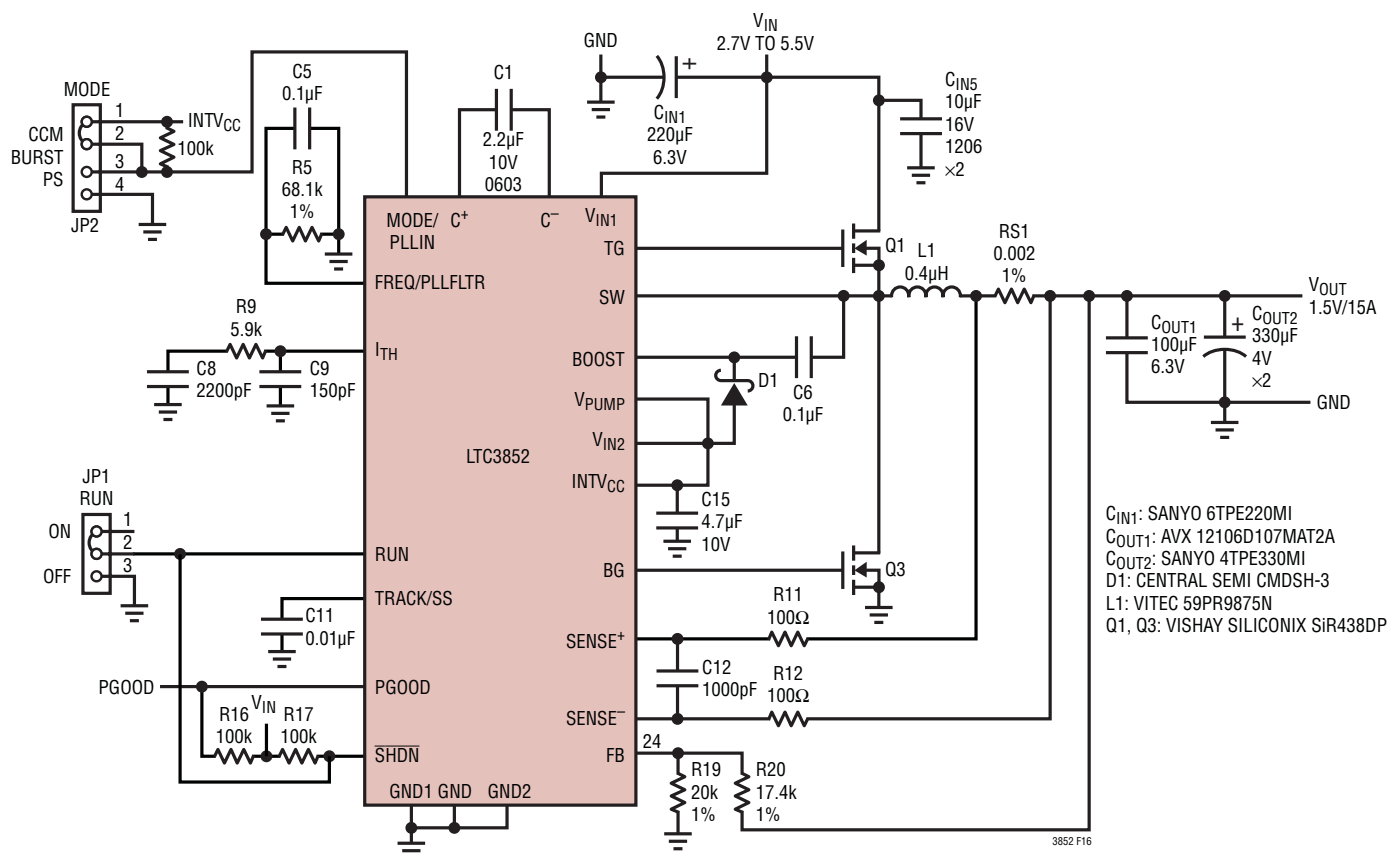 MODE
CCM
BURST
PS
1
2
3
4
JP2
INTVCC
100k
C5
0.1µF
R5
68.1k
1%
C1
2.2µF
10V
0603
GND
+
CIN1
220µF
6.3V
VIN
2.7V TO 5.5V
CIN5
10µF
16V
1206
×2
MODE/
PLLIN
C+
C–
VIN1
FREQ/PLLFLTR
ITH
RUN
TRACK/SS
PGOOD
SHDN
GND1 GND GND2
LTC3852
TG
SW
BOOST
VPUMP
VIN2
INTVCC
BG
SENSE+
SENSE–
FB
24
R9
5.9k
C8
2200pF
C9
150pF
JP1
RUN
ON
OFF
1
2
3
C11
0.01µF
PGOOD
VIN
R16
100k
R17
100k
Q1
L1
0.4µH
RS1
0.002
1%
VOUT
1.5V/15A
D1
C6
0.1µF
COUT1
100µF
6.3V
+
COUT2
330µF
4V
×2
GND
C15
4.7µF
10V
Q3
R11
100Ω
C12
1000pF
R12
100Ω
R19
20k
1%
R20
17.4k
1%
CIN1: SANYO 6TPE220MI
COUT1: AVX 12106D107MAT2A
COUT2: SANYO 4TPE330MI
D1: CENTRAL SEMI CMDSH-3
L1: VITEC 59PR9875N
Q1, Q3: VISHAY SILICONIX SiR438DP
3852 F16